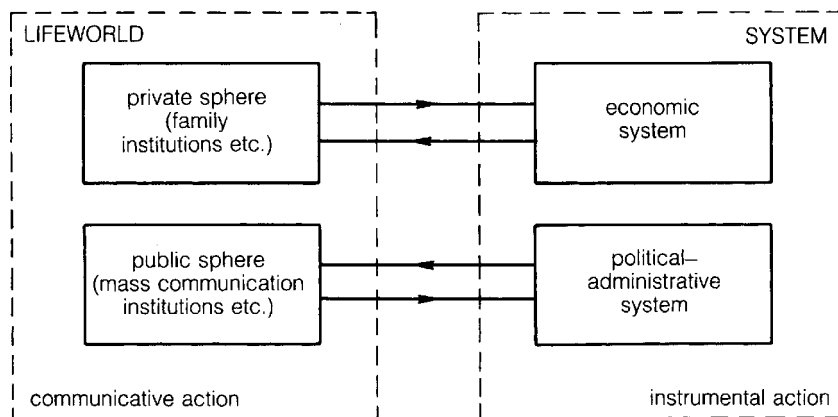 LIFEWORLD
SYSTEM
private sphere
(family
institutions etc.)
economic
system
public sphere
(mass communication
institutions etc.)
political–
administrative
system
communicative action
instrumental action